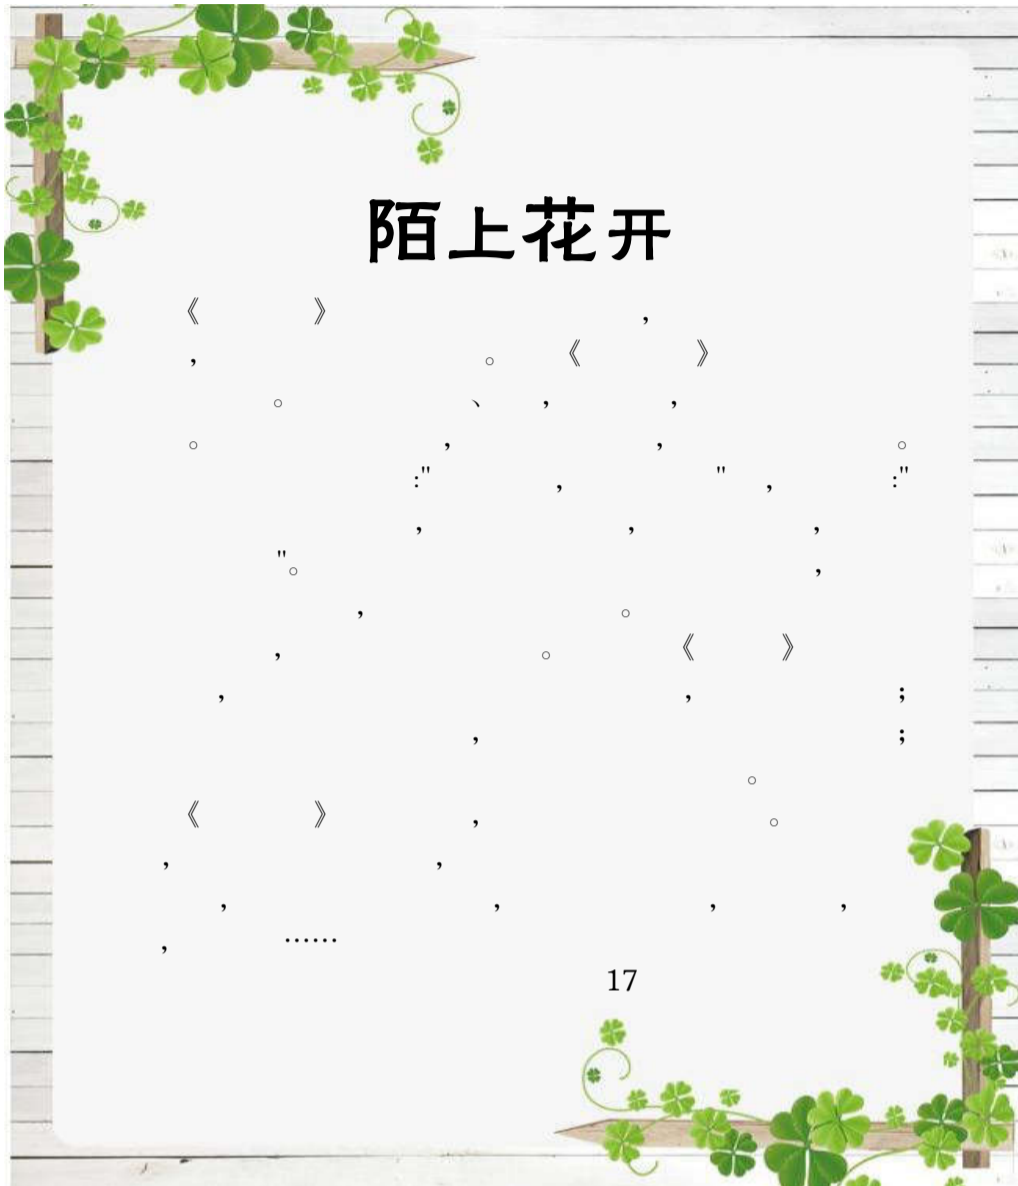 陌上花开
《 》 ,
, 。 《 》
。 、 , ,
。 , , 。
:" , " , :"
, , ,
"。 ,
, 。
, 。 《 》
, , ;
, ;
。
《 》 , 。
, ,
, , , ,
, ……
17